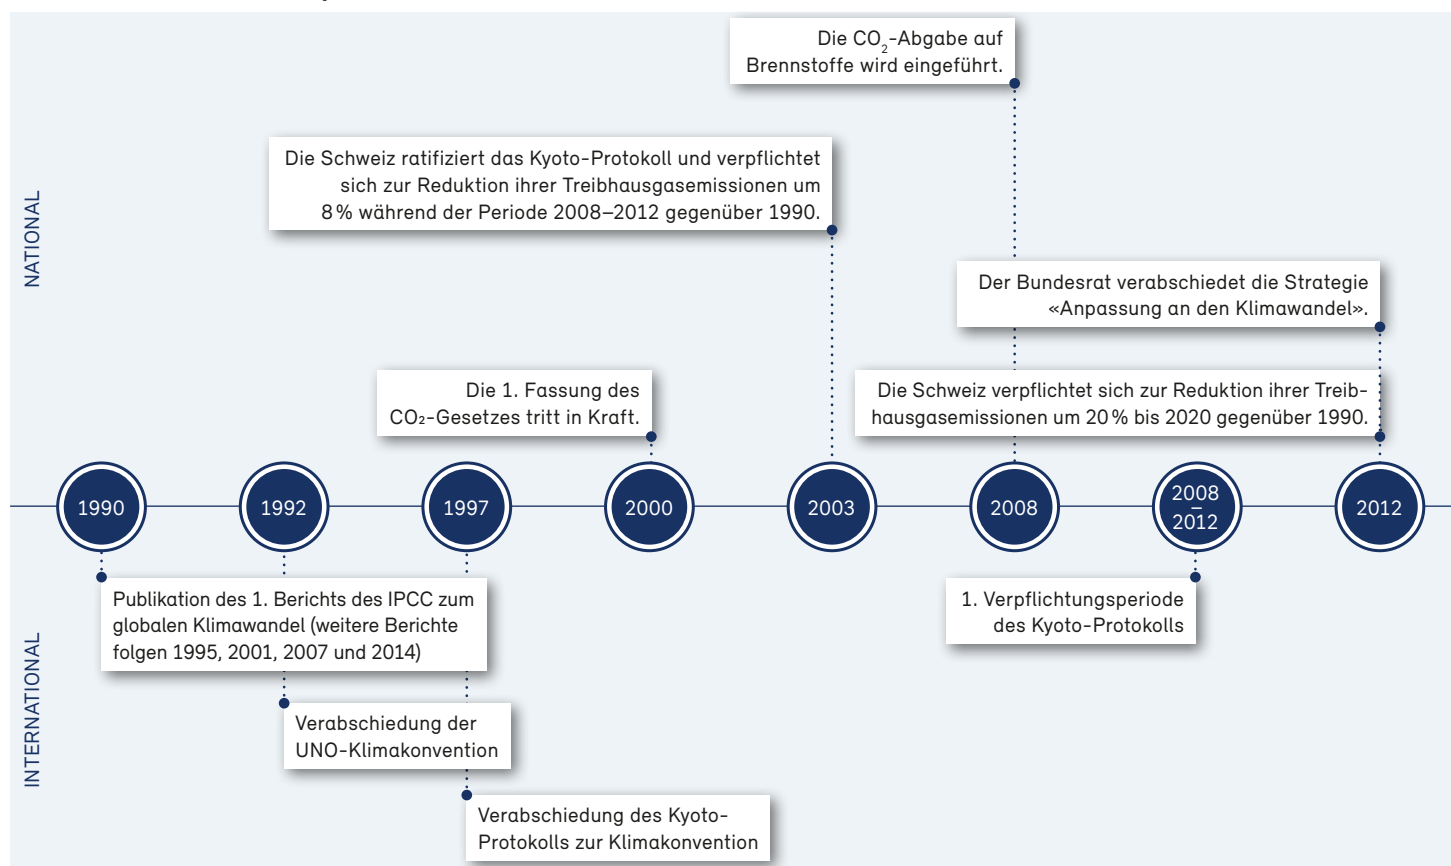 Die CO₂-Abgabe auf
Brennstoffe wird eingeführt.
Die Schweiz ratifiziert das Kyoto-Protokoll und verpflichtet
sich zur Reduktion ihrer Treibhausgasemissionen um
8 % während der Periode 2008–2012 gegenüber 1990.
NATIONAL
Der Bundesrat verabschiedet die Strategie
«Anpassung an den Klimawandel».
Die 1. Fassung des
CO₂-Gesetzes tritt in Kraft.
Die Schweiz verpflichtet sich zur Reduktion ihrer Treib-
hausgasemissionen um 20 % bis 2020 gegenüber 1990.
1990
1992
1997
2000
2003
2008
2008
–
2012
2012
Publikation des 1. Berichts des IPCC zum
globalen Klimawandel (weitere Berichte
folgen 1995, 2001, 2007 und 2014)
1. Verpflichtungsperiode
des Kyoto-Protokolls
INTERNATIONAL
Verabschiedung der
UNO-Klimakonvention
Verabschiedung des Kyoto-
Protokolls zur Klimakonvention